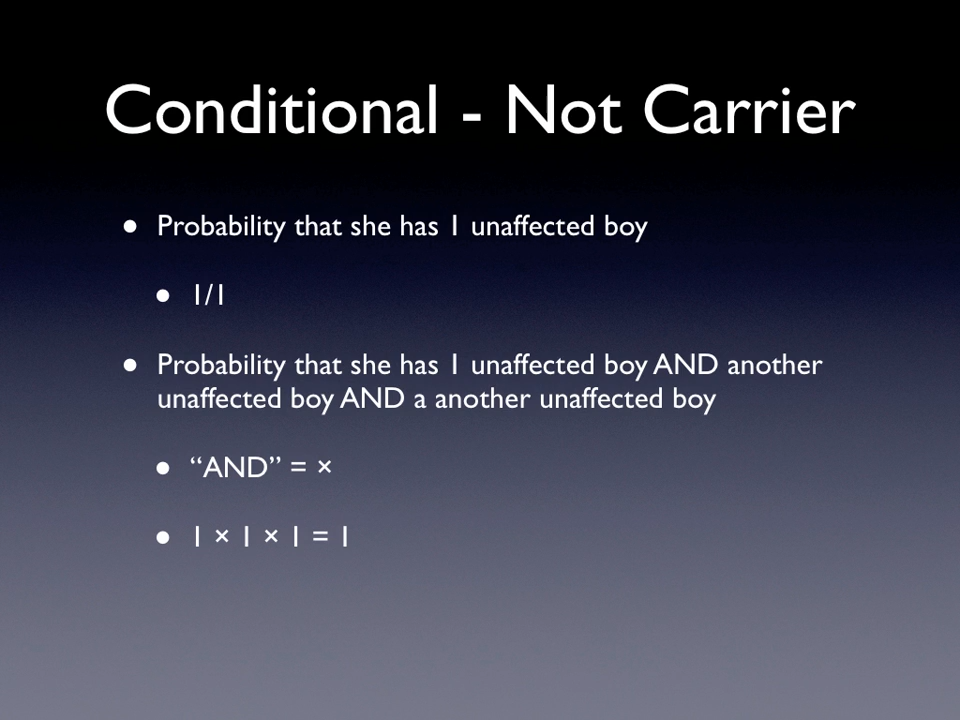 Conditional - Not Carrier
• Probability that she has 1 unaffected boy
• 1/1
• Probability that she has 1 unaffected boy AND another
unaffected boy AND a another unaffected boy
• “AND” = ×
• 1 × 1 × 1 = 1